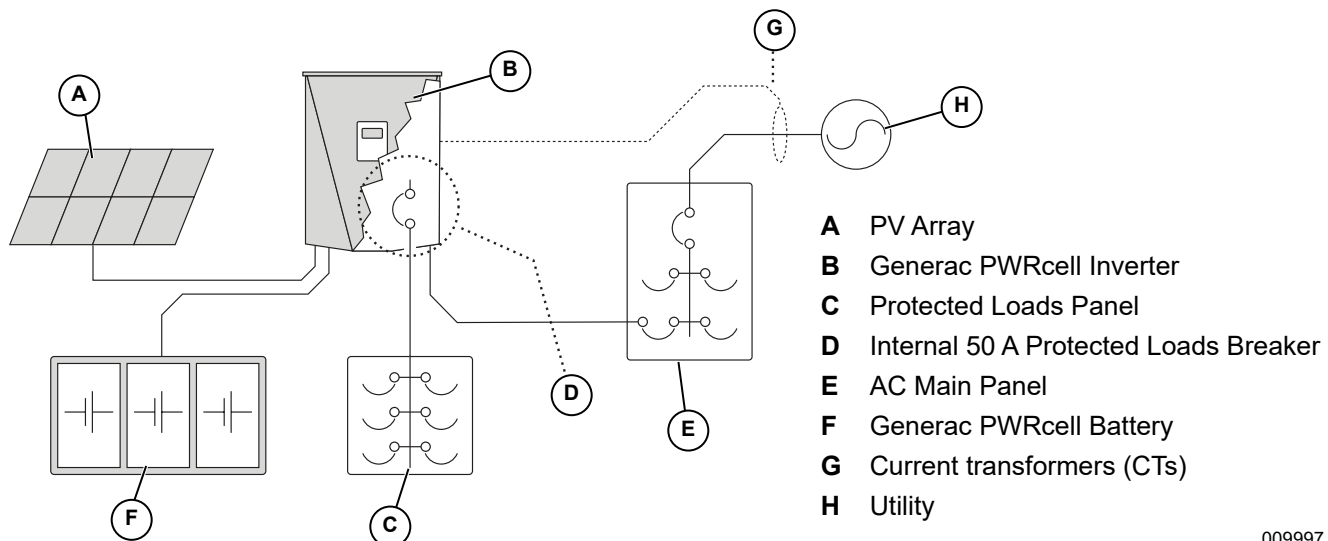 G
B
A
H
A PV Array
B Generac PWRcell Inverter
C Protected Loads Panel
D Internal 50 A Protected Loads Breaker
E AC Main Panel
F Generac PWRcell Battery
G Current transformers (CTs)
H Utility
D
E
F
C
009997